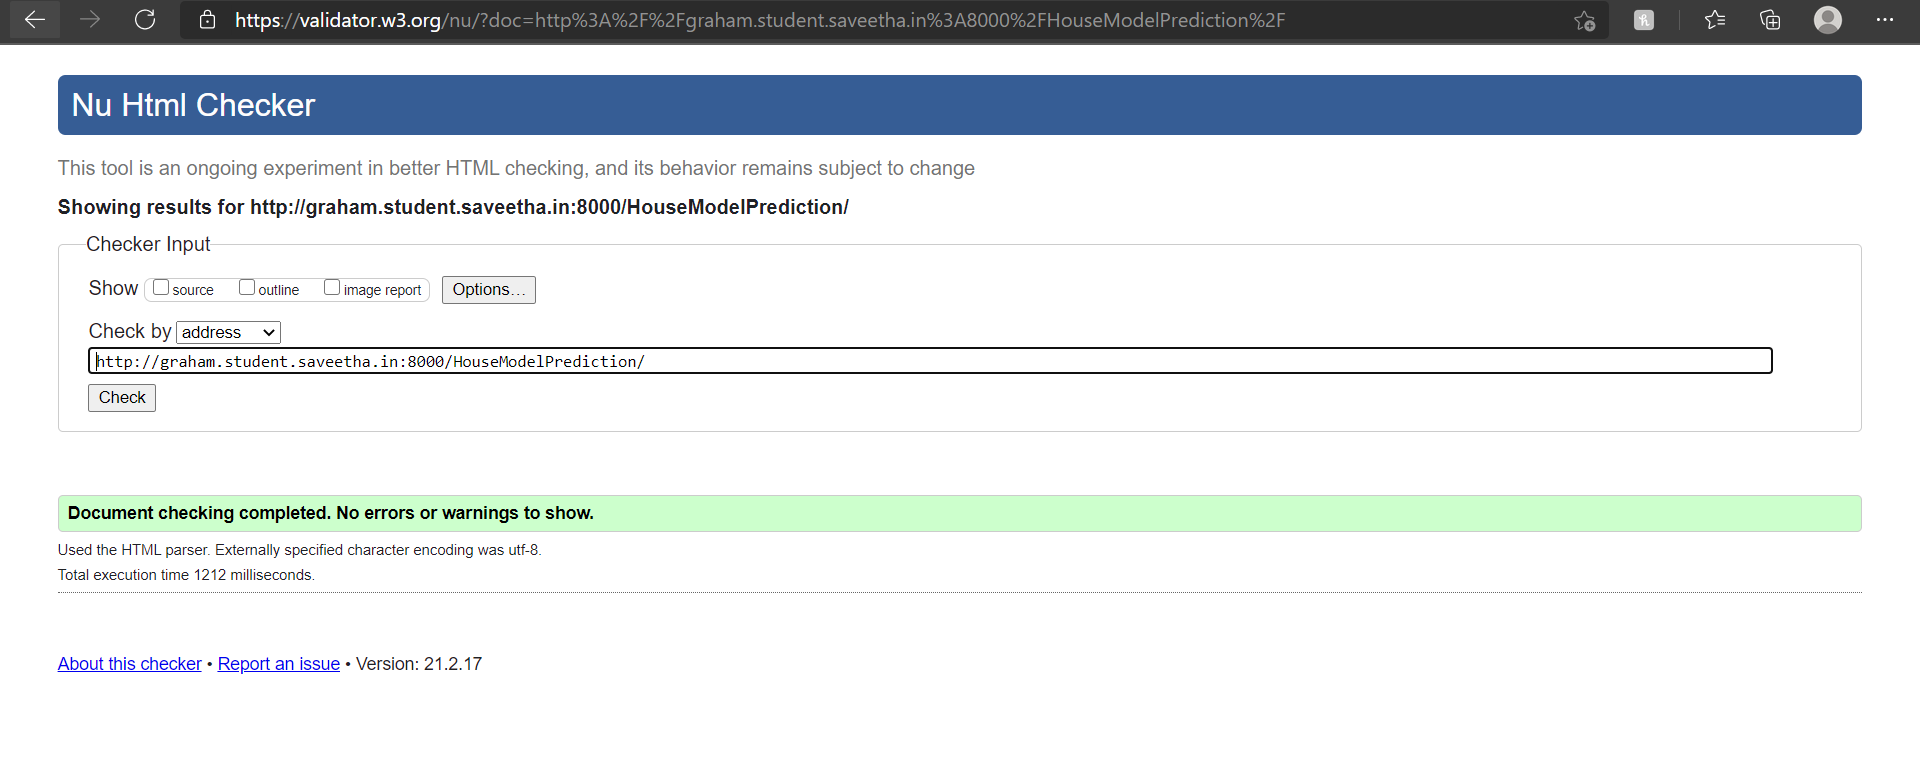 https://validator.w3.org/nu/?doc=http%3A%2F%2Fgraham.student.saveetha.in%3A8000%2FHouseModelPrediction%2F
Nu Html Checker
This tool is an ongoing experiment in better HTML checking, and its behavior remains subject to change
Showing results for http://graham.student.saveetha.in:8000/HouseModelPrediction/
Checker Input
Show source outline image report Options...
Check by address
http://graham.student.saveetha.in:8000/HouseModelPrediction/
Check
Document checking completed. No errors or warnings to show.
Used the HTML parser. Externally specified character encoding was utf-8.
Total execution time 1212 milliseconds.
About this checker • Report an issue • Version: 21.2.17